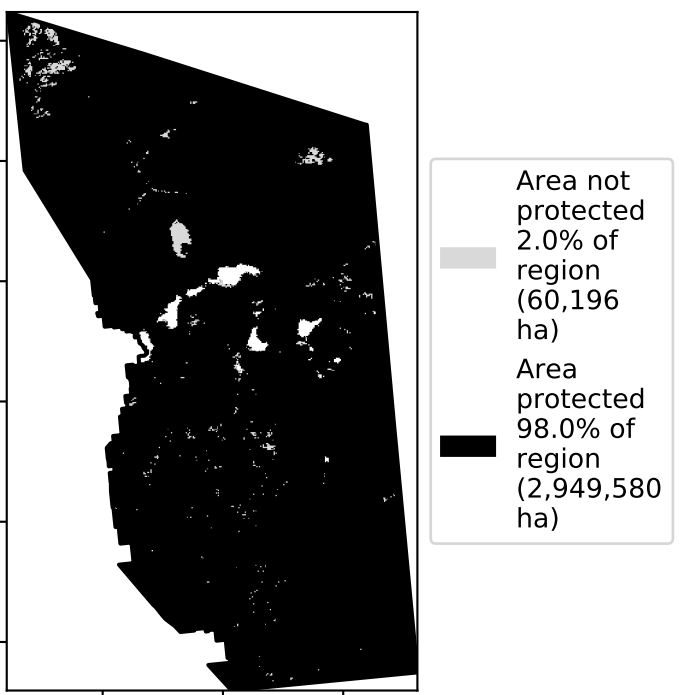 Area not
protected
2.0% of
region
(60,196
ha)
Area
protected
98.0% of
region
(2,949,580
ha)